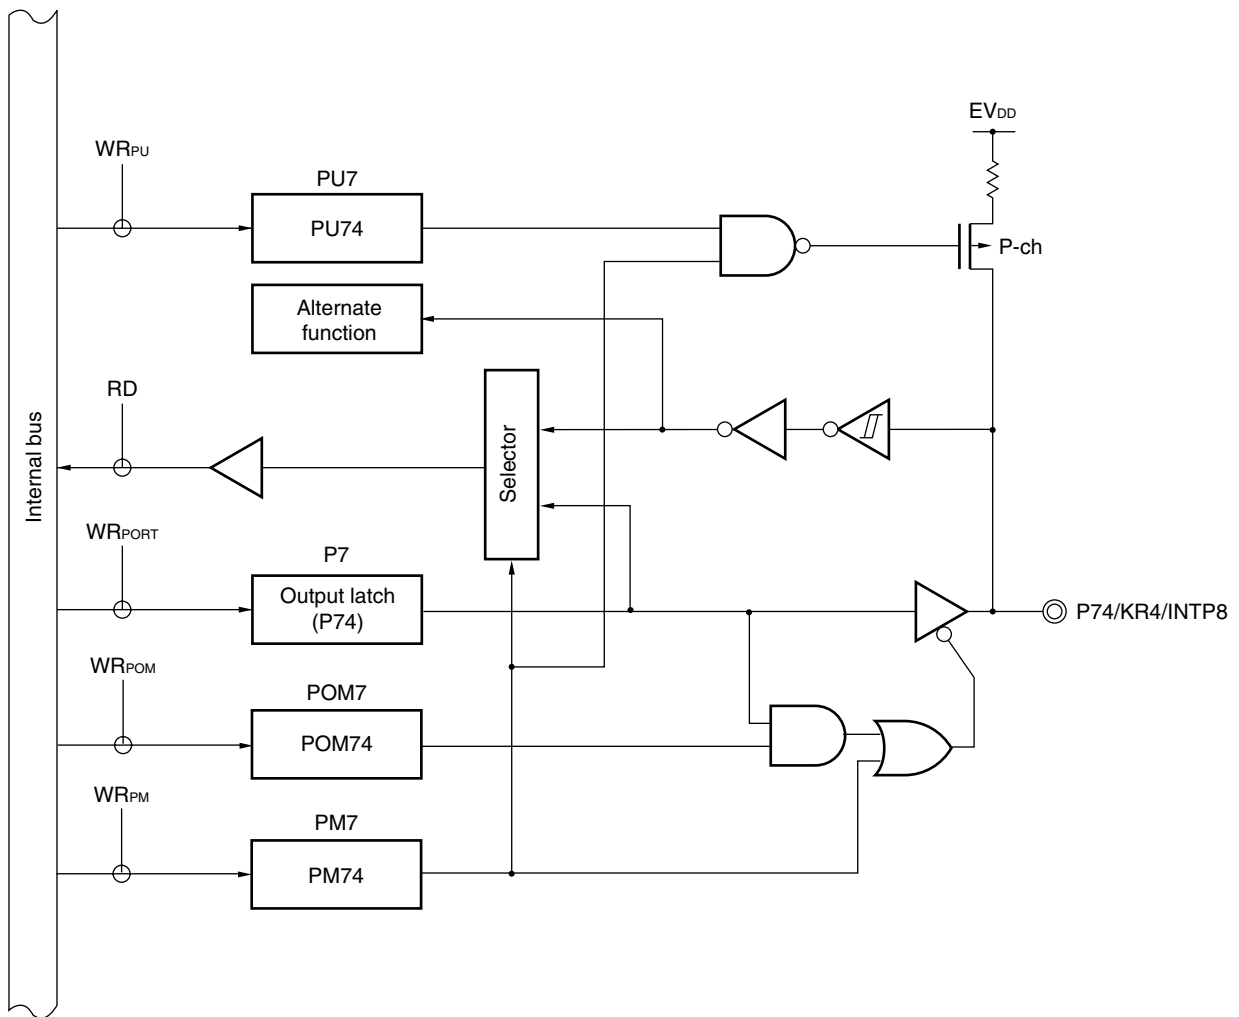 EVDD
WRPU
PU7
PU74
P-ch
Alternate
function
RD
Internal bus
Selector
WRPORT
P7
Output latch
(P74)
P74/KR4/INTP8
WRPOM
POM7
POM74
WRPM
PM7
PM74